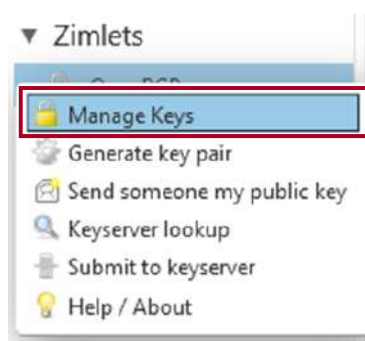 Zimlets
Manage Keys
Generate key pair
Send someone my public key
Keyserver lookup
Submit to keyserver
Help / About